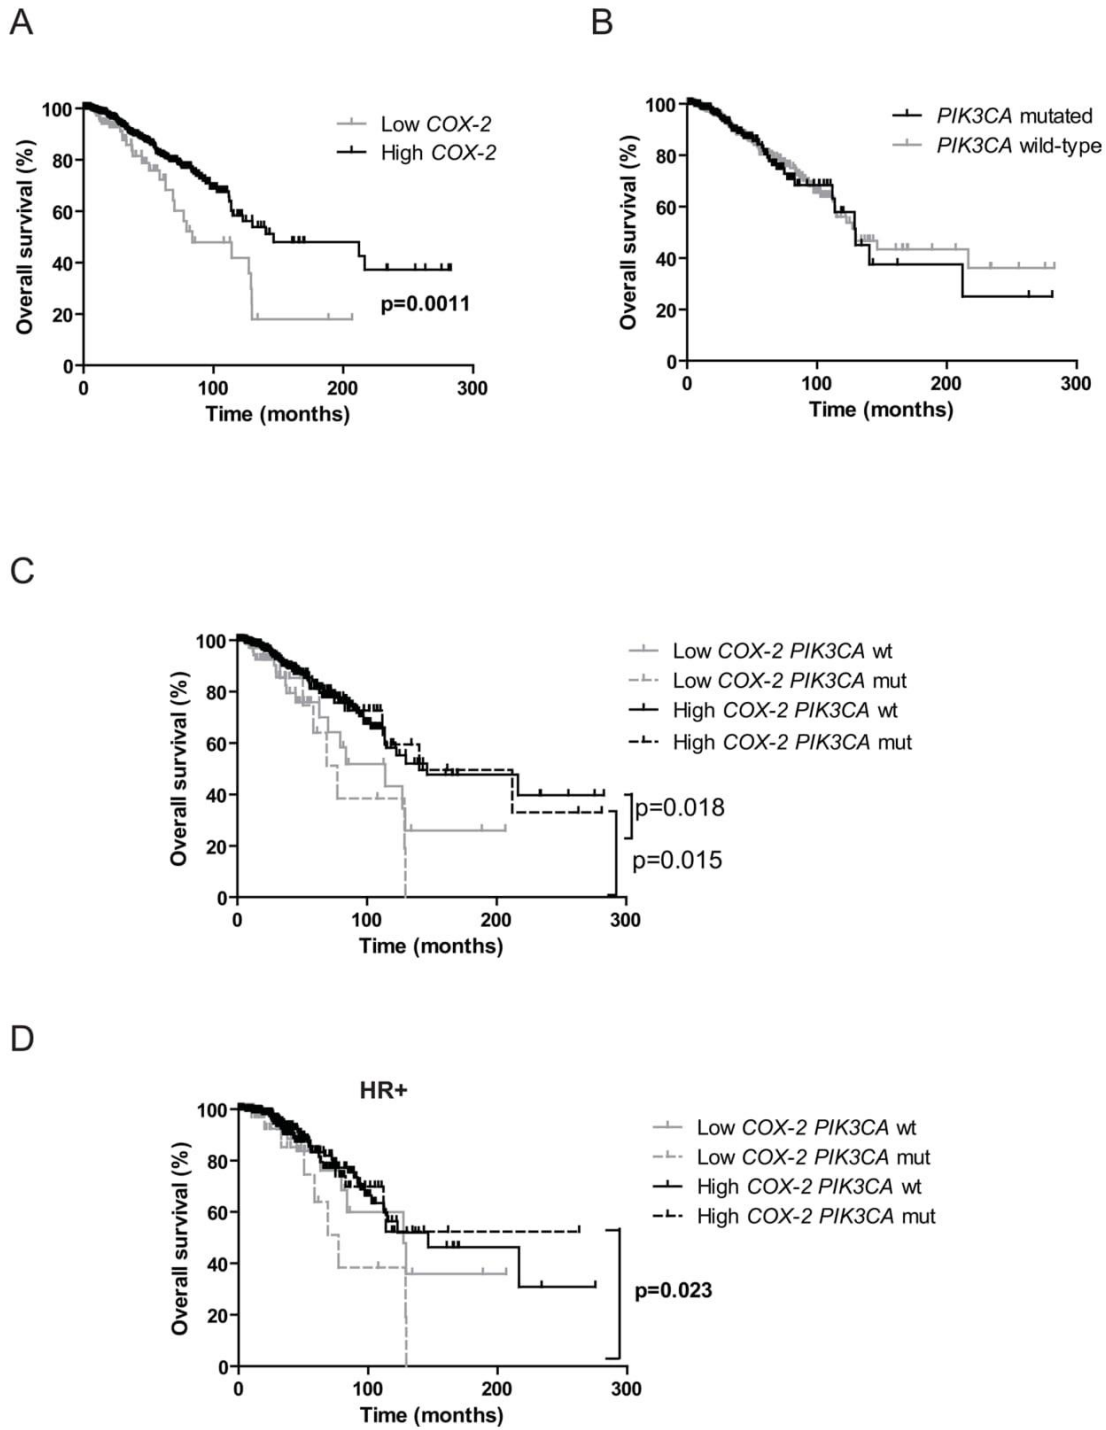 A
100
80
60
40
20
0
0 100 200 300
Overall survival (%)
Time (months)
Low COX-2
High COX-2
p=0.0011
B
100
80
60
40
20
0
0 100 200 300
Overall survival (%)
Time (months)
PIK3CA mutated
PIK3CA wild-type
C
100
80
60
40
20
0
0 100 200 300
Overall survival (%)
Time (months)
Low COX-2 PIK3CA wt
Low COX-2 PIK3CA mut
High COX-2 PIK3CA wt
High COX-2 PIK3CA mut
p=0.018
p=0.015
D
HR+
100
80
60
40
20
0
0 100 200 300
Overall survival (%)
Time (months)
Low COX-2 PIK3CA wt
Low COX-2 PIK3CA mut
High COX-2 PIK3CA wt
High COX-2 PIK3CA mut
p=0.023